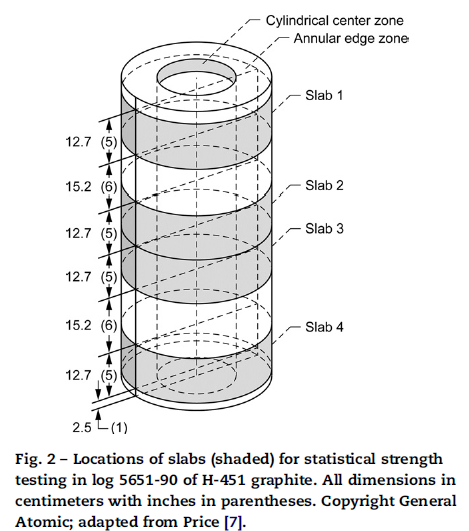 Cylindrical center zone
Annular edge zone
Slab 1
12.7 (5)
15.2 (6)
Slab 2
12.7 (5)
Slab 3
12.7 (5)
15.2 (6)
Slab 4
12.7 (5)
2.5 (1)
Fig. 2 – Locations of slabs (shaded) for statistical strength
testing in log 5651-90 of H-451 graphite. All dimensions in
centimeters with inches in parentheses. Copyright General
Atomic; adapted from Price [7].